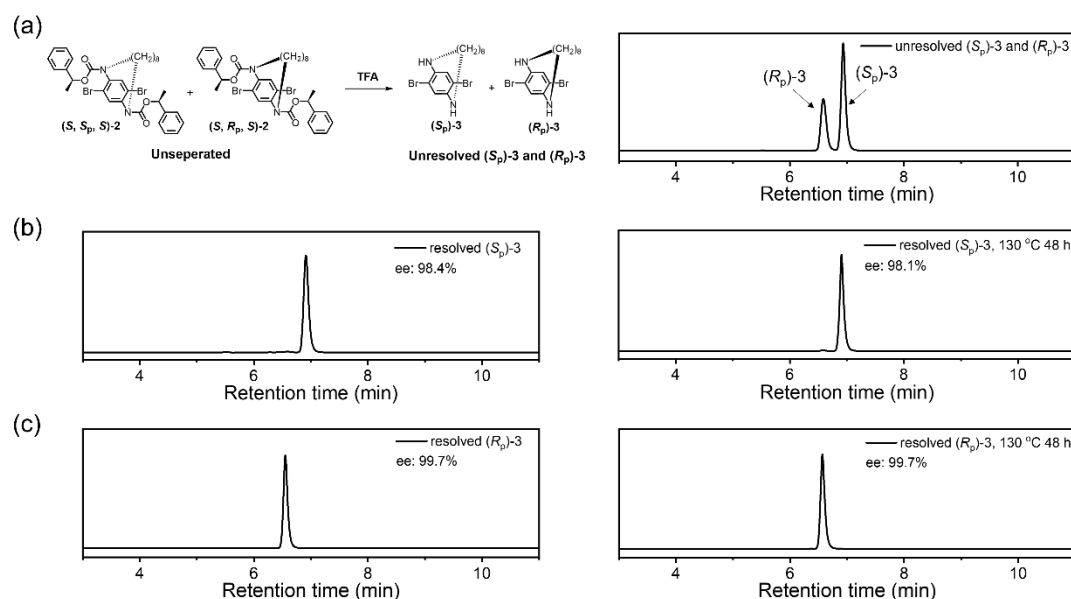 (a)
(CH₂)₈
N
O
O
Br
Br
N
O
O
(S, Sₚ, S)-2
+
(CH₂)₈
N
O
O
Br
Br
N
O
O
(S, Rₚ, S)-2
Unseperated
TFA
(CH₂)₈
HN
Br
Br
N
H
(Sₚ)-3
+
(CH₂)₈
HN
Br
Br
N
H
(Rₚ)-3
Unresolved (Sₚ)-3 and (Rₚ)-3
unresolved (Sₚ)-3 and (Rₚ)-3
(Rₚ)-3
(Sₚ)-3
4 6 8 10
Retention time (min)
(b)
resolved (Sₚ)-3
ee: 98.4%
4 6 8 10
Retention time (min)
resolved (Sₚ)-3, 130 °C 48 h
ee: 98.1%
4 6 8 10
Retention time (min)
(c)
resolved (Rₚ)-3
ee: 99.7%
4 6 8 10
Retention time (min)
resolved (Rₚ)-3, 130 °C 48 h
ee: 99.7%
4 6 8 10
Retention time (min)